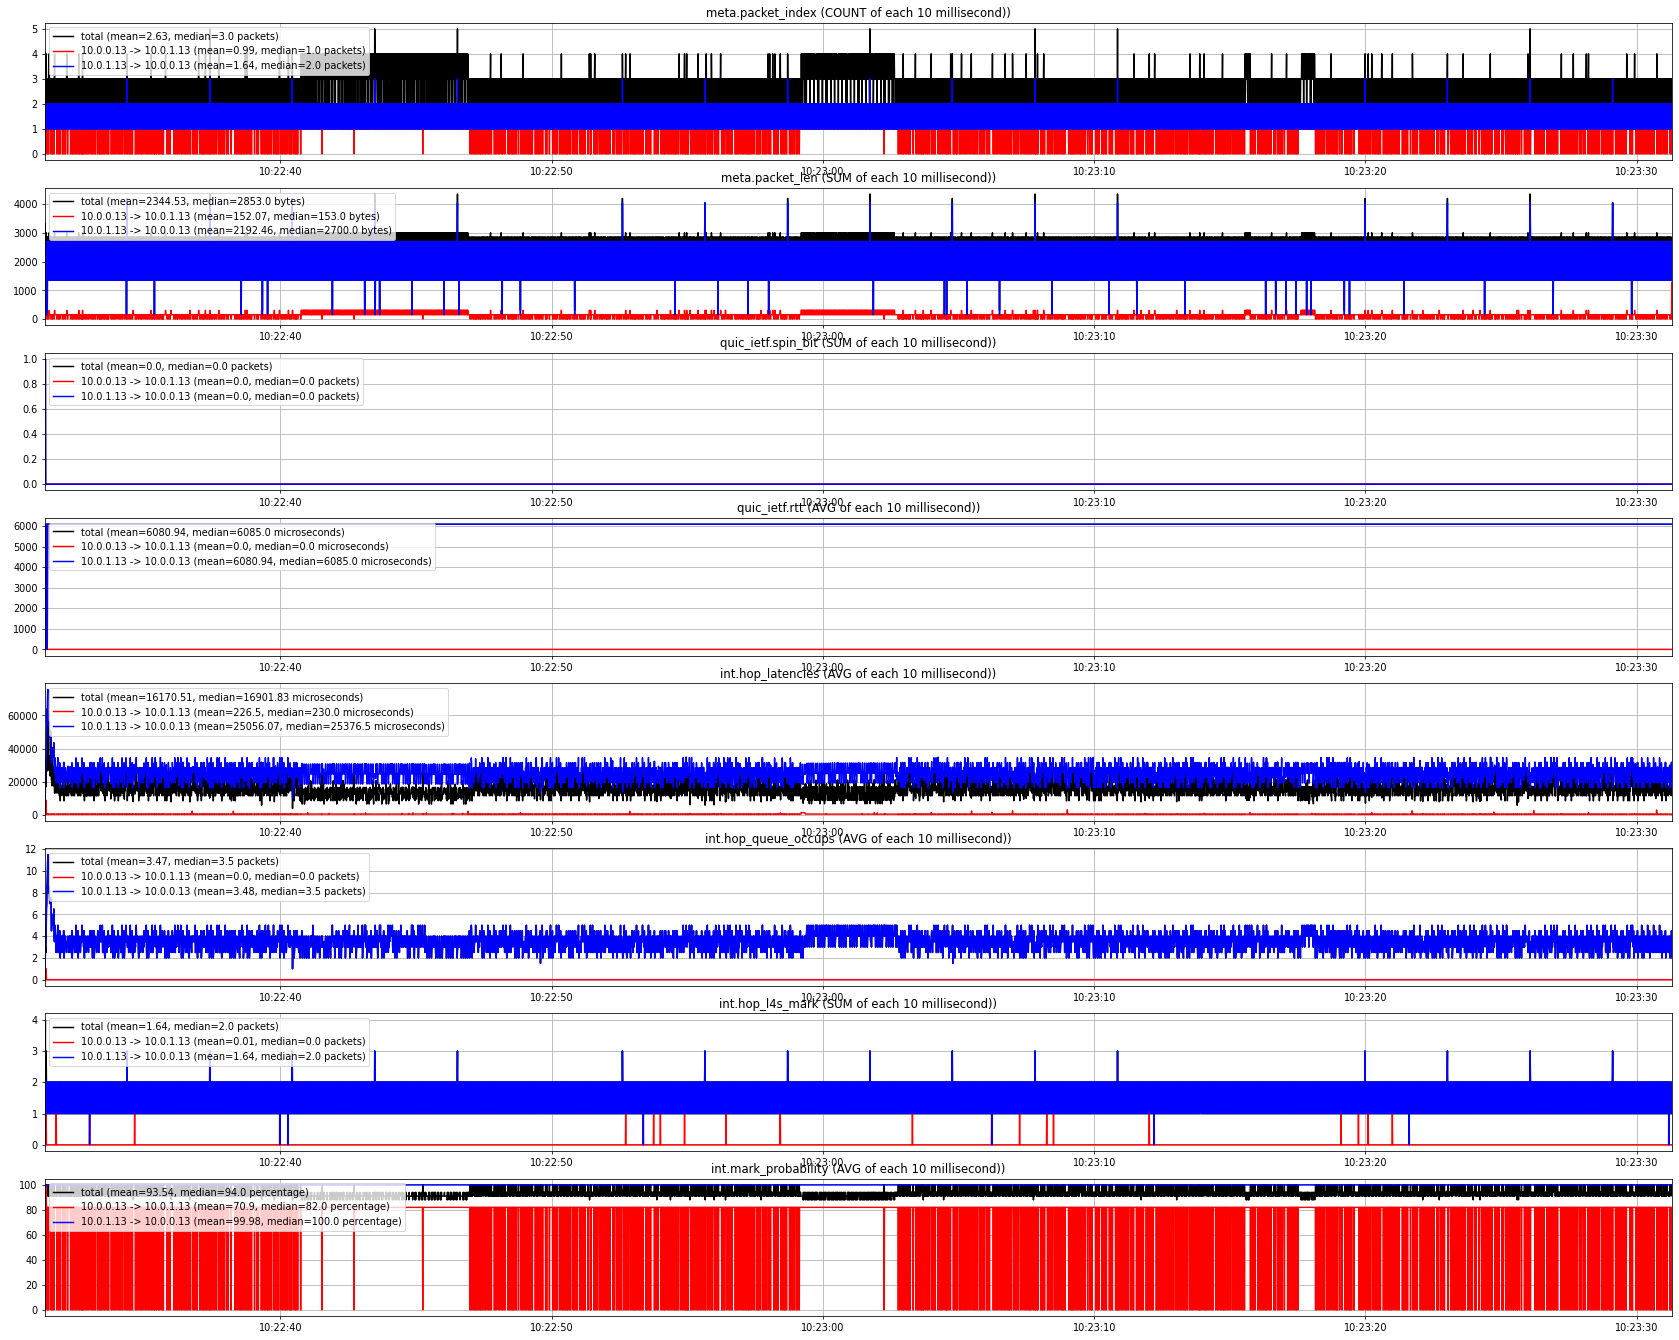 meta.packet_index (COUNT of each 10 millisecond))
5
4
3
2
1
0
total (mean=2.63, median=3.0 packets)
10.0.0.13 -> 10.0.1.13 (mean=0.99, median=1.0 packets)
10.0.1.13 -> 10.0.0.13 (mean=1.64, median=2.0 packets)
10:22:40 10:22:50 10:23:00 10:23:10 10:23:20 10:23:30
meta.packet_len (SUM of each 10 millisecond))
4000
3000
2000
1000
0
total (mean=2344.53, median=2853.0 bytes)
10.0.0.13 -> 10.0.1.13 (mean=152.07, median=153.0 bytes)
10.0.1.13 -> 10.0.0.13 (mean=2192.46, median=2700.0 bytes)
10:22:40 10:22:50 10:23:00 10:23:10 10:23:20 10:23:30
quic_ietf.spin_bit (SUM of each 10 millisecond))
1.0
0.8
0.6
0.4
0.2
0.0
total (mean=0.0, median=0.0 packets)
10.0.0.13 -> 10.0.1.13 (mean=0.0, median=0.0 packets)
10.0.1.13 -> 10.0.0.13 (mean=0.0, median=0.0 packets)
10:22:40 10:22:50 10:23:00 10:23:10 10:23:20 10:23:30
quic_ietf.rtt (AVG of each 10 millisecond))
6000
5000
4000
3000
2000
1000
0
total (mean=6080.94, median=6085.0 microseconds)
10.0.0.13 -> 10.0.1.13 (mean=0.0, median=0.0 microseconds)
10.0.1.13 -> 10.0.0.13 (mean=6080.94, median=6085.0 microseconds)
10:22:40 10:22:50 10:23:00 10:23:10 10:23:20 10:23:30
int.hop_latencies (AVG of each 10 millisecond))
60000
40000
20000
0
total (mean=16170.51, median=16901.83 microseconds)
10.0.0.13 -> 10.0.1.13 (mean=226.5, median=230.0 microseconds)
10.0.1.13 -> 10.0.0.13 (mean=25056.07, median=25376.5 microseconds)
10:22:40 10:22:50 10:23:00 10:23:10 10:23:20 10:23:30
int.hop_queue_occups (AVG of each 10 millisecond))
12
10
8
6
4
2
0
total (mean=3.47, median=3.5 packets)
10.0.0.13 -> 10.0.1.13 (mean=0.0, median=0.0 packets)
10.0.1.13 -> 10.0.0.13 (mean=3.48, median=3.5 packets)
10:22:40 10:22:50 10:23:00 10:23:10 10:23:20 10:23:30
int.hop_l4s_mark (SUM of each 10 millisecond))
4
3
2
1
0
total (mean=1.64, median=2.0 packets)
10.0.0.13 -> 10.0.1.13 (mean=0.01, median=0.0 packets)
10.0.1.13 -> 10.0.0.13 (mean=1.64, median=2.0 packets)
10:22:40 10:22:50 10:23:00 10:23:10 10:23:20 10:23:30
int.mark_probability (AVG of each 10 millisecond))
100
80
60
40
20
0
total (mean=93.54, median=94.0 percentage)
10.0.0.13 -> 10.0.1.13 (mean=70.9, median=82.0 percentage)
10.0.1.13 -> 10.0.0.13 (mean=99.98, median=100.0 percentage)
10:22:40 10:22:50 10:23:00 10:23:10 10:23:20 10:23:30